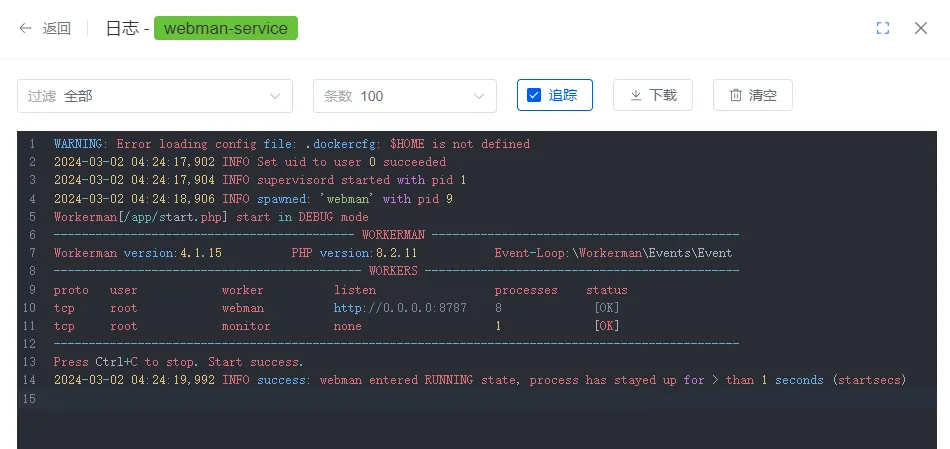 返回 日志 - webman-service
过滤 全部 条数 100 追踪 下载 清空
1 WARNING: Error loading config file: .dockercfg: $HOME is not defined
2 2024-03-02 04:24:17,902 INFO Set uid to user 0 succeeded
3 2024-03-02 04:24:17,904 INFO supervisord started with pid 1
4 2024-03-02 04:24:18,906 INFO spawned: 'webman' with pid 9
5 Workerman[/app/start.php] start in DEBUG mode
6 ------------------------------------------- WORKERMAN --------------------------------------------
7 Workerman version:4.1.15 PHP version:8.2.11 Event-Loop:\Workerman\Events\Event
8 -------------------------------------------- WORKERS ---------------------------------------------
9 proto user worker listen processes status
10 tcp root webman http://0.0.0.0:8787 8 [OK]
11 tcp root monitor none 1 [OK]
12 --------------------------------------------------------------------------------------------------
13 Press Ctrl+C to stop. Start success.
14 2024-03-02 04:24:19,992 INFO success: webman entered RUNNING state, process has stayed up for > than 1 seconds (startsecs)
15